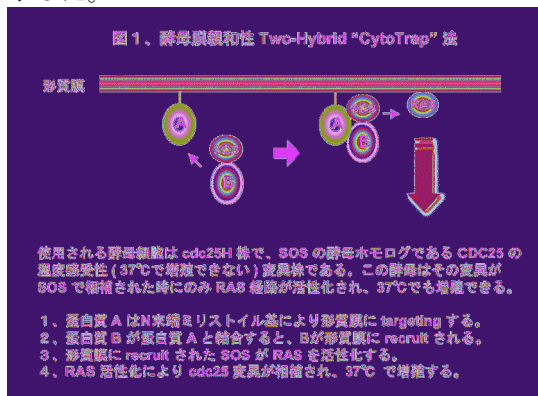 図１、酵母膜親和性 Two-Hybrid “CytoTrap” 法
形質膜
A
B
A
B
使用される酵母細胞は cdc25H 株で、SOS の酵母ホモログである CDC25 の
温度感受性 ( 37℃で増殖できない ) 変異株である。この酵母はその変異が
SOS で相補された時にのみ RAS 経路が活性化され、37℃でも増殖できる。
１、蛋白質 A はN末端ミリストイル基により形質膜に targeting する。
２、蛋白質 B が蛋白質 A と結合すると、Bが形質膜に recruit される。
３、形質膜に recruit された SOS が RAS を活性化する。
４、RAS 活性化により cdc25 変異が相補され、37℃ で増殖する。